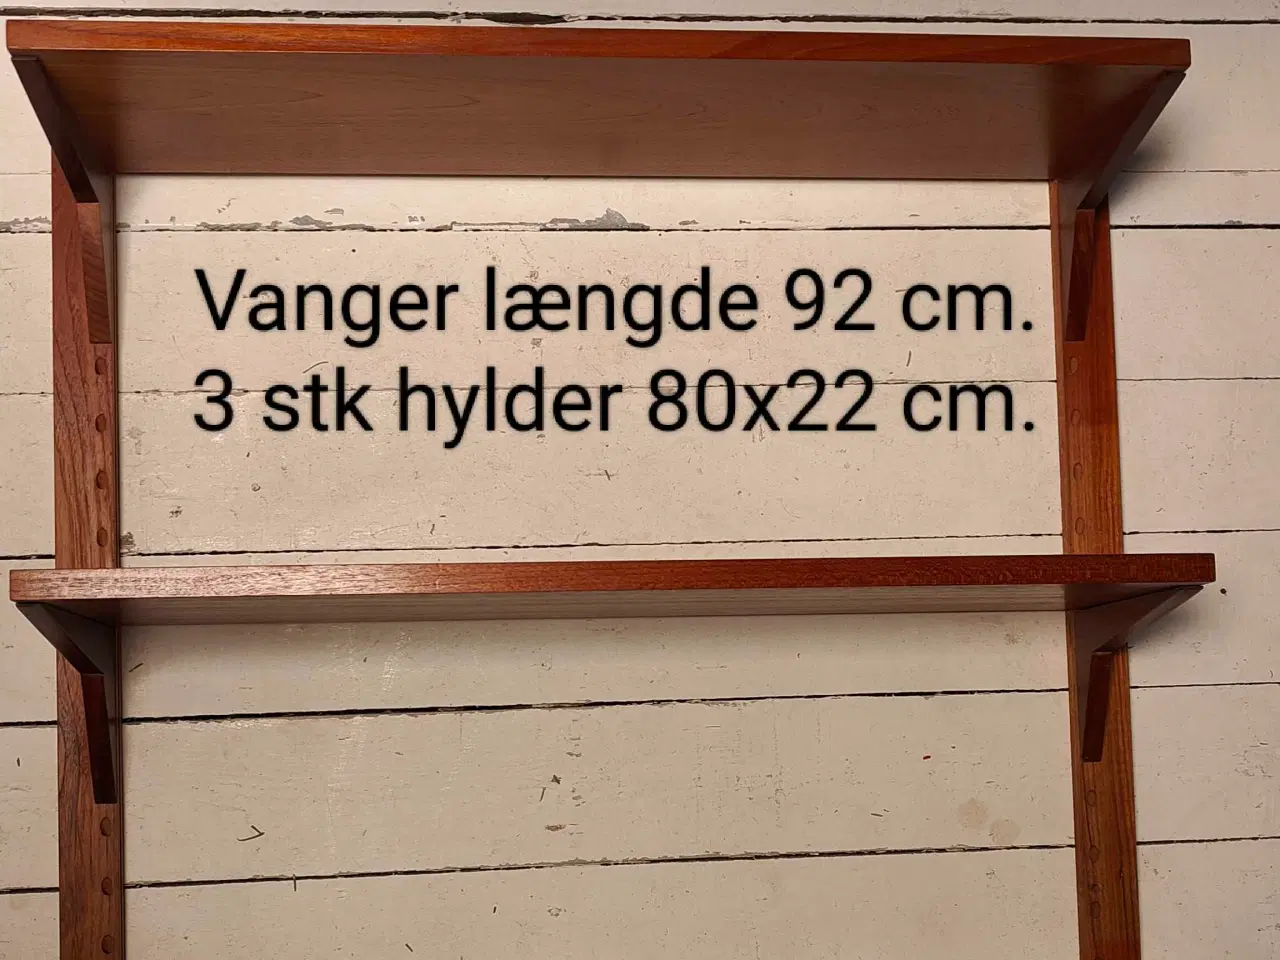 Vanger længde 92 cm.
3 stk hylder 80x22 cm.